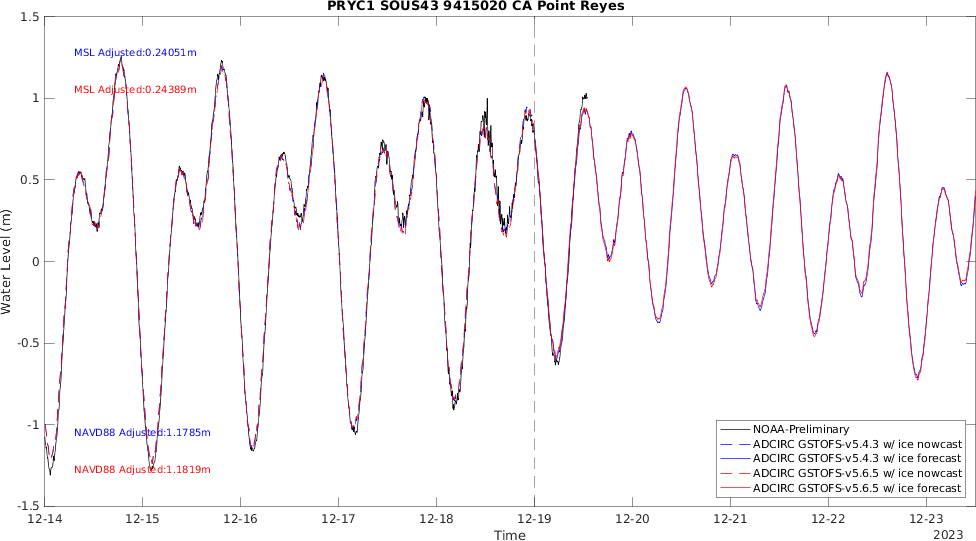 PRYC1 SOUS43 9415020 CA Point Reyes
1.5
1
0.5
0
-0.5
-1
-1.5
Water Level (m)
MSL Adjusted:0.24051m
MSL Adjusted:0.24389m
NAVD88 Adjusted:1.1785m
NAVD88 Adjusted:1.1819m
NOAA-Preliminary
ADCIRC GSTOFS-v5.4.3 w/ ice nowcast
ADCIRC GSTOFS-v5.4.3 w/ ice forecast
ADCIRC GSTOFS-v5.6.5 w/ ice nowcast
ADCIRC GSTOFS-v5.6.5 w/ ice forecast
12-14 12-15 12-16 12-17 12-18 12-19 12-20 12-21 12-22 12-23
Time
2023